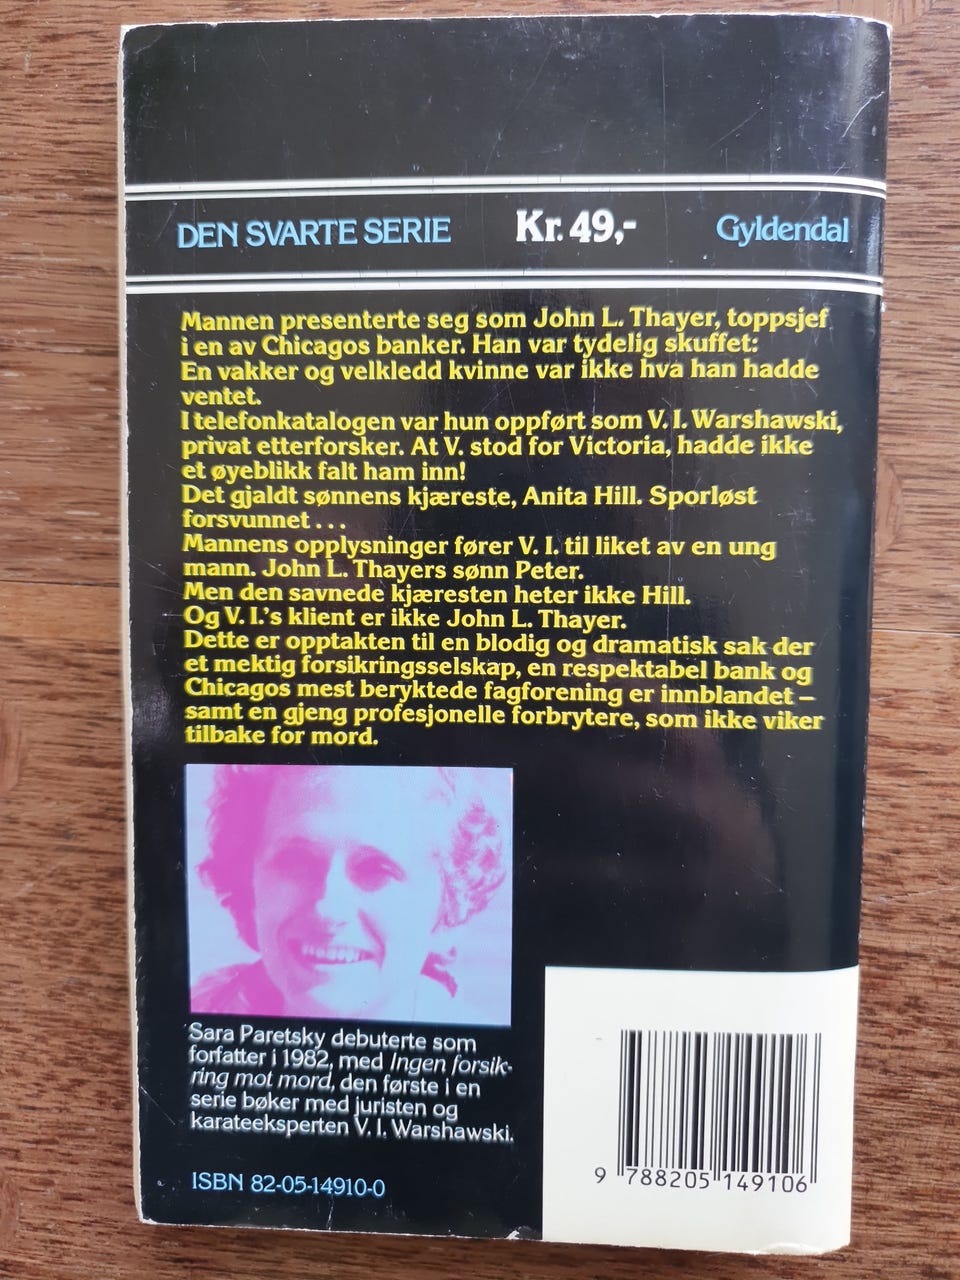 DEN SVARTE SERIE Kr. 49,- Gyldendal
Mannen presenterte seg som John L. Thayer, toppsjef
i en av Chicagos banker. Han var tydelig skuffet:
En vakker og velkledd kvinne var ikke hva han hadde
ventet.
I telefonkatalogen var hun oppført som V. I. Warshawski,
privat etterforsker. At V. stod for Victoria, hadde ikke
et øyeblikk falt ham inn!
Det gjaldt sønnens kjæreste, Anita Hill. Sporløst
forsvunnet . . .
Mannens opplysninger fører V. I. til liket av en ung
mann. John L. Thayers sønn Peter.
Men den savnede kjæresten heter ikke Hill.
Og V. I.'s klient er ikke John L. Thayer.
Dette er opptakten til en blodig og dramatisk sak der
et mektig forsikringsselskap, en respektabel bank og
Chicagos mest beryktede fagforening er innblandet –
samt en gjeng profesjonelle forbrytere, som ikke viker
tilbake for mord.
Sara Paretsky debuterte som
forfatter i 1982, med Ingen forsik-
ring mot mord, den første i en
serie bøker med juristen og
karateeksperten V. I. Warshawski.
ISBN 82-05-14910-0
9 788205 149106